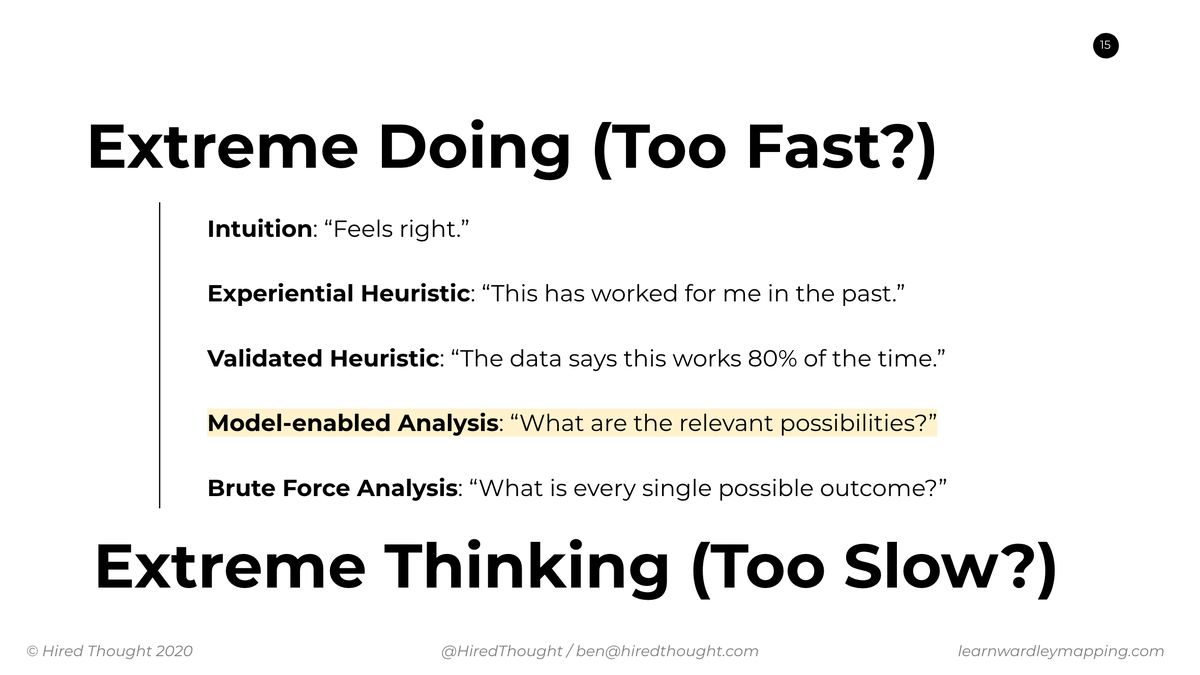 15
Extreme Doing (Too Fast?)
Intuition: “Feels right.”
Experiential Heuristic: “This has worked for me in the past.”
Validated Heuristic: “The data says this works 80% of the time.”
Model-enabled Analysis: “What are the relevant possibilities?”
Brute Force Analysis: “What is every single possible outcome?”
Extreme Thinking (Too Slow?)
© Hired Thought 2020
@HiredThought / ben@hiredthought.com
learnwardleymapping.com